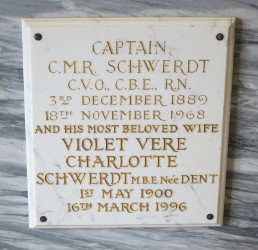 CAPTAIN
C.M.R. SCHWERDT
C.V.O., C.B.E., R.N.
3RD DECEMBER 1889
18TH NOVEMBER 1968
AND HIS MOST BELOVED WIFE
VIOLET VERE
CHARLOTTE
SCHWERDT M.B.E. Née DENT
1ST MAY 1900
16TH MARCH 1996